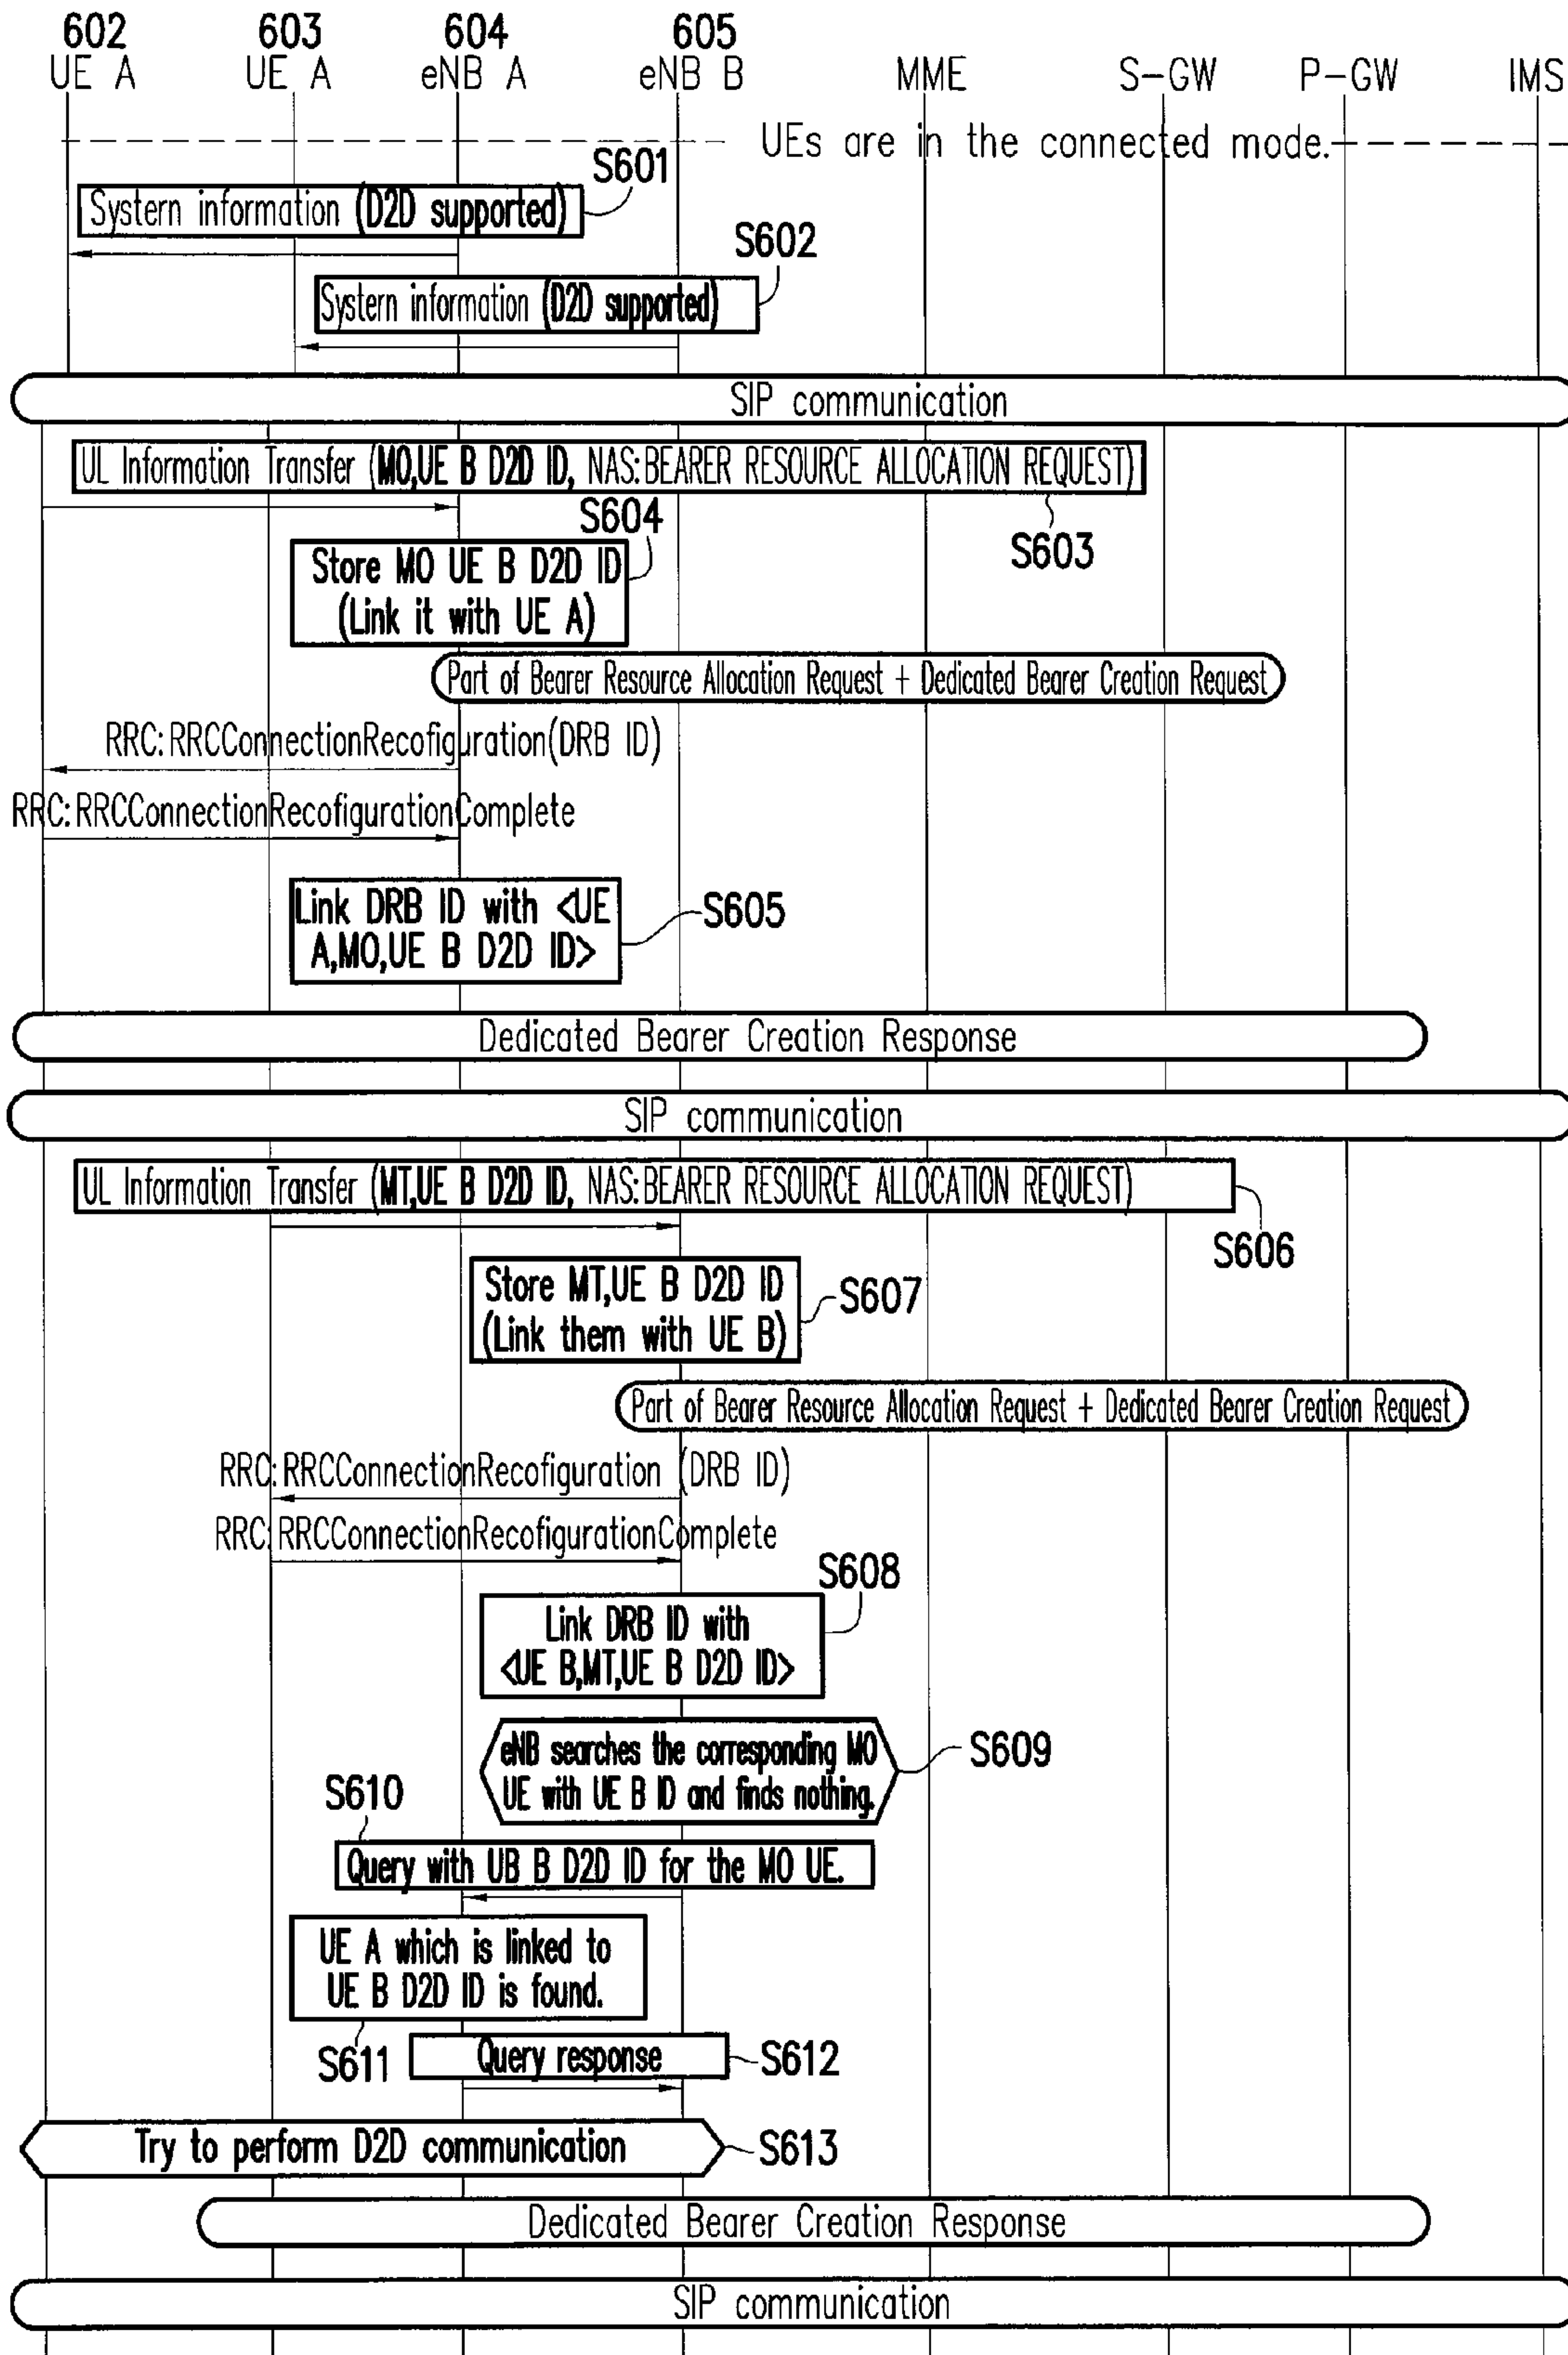 602 603 604 605
UE A UE A eNB A eNB B MME S-GW P-GW IMS
UEs are in the connected mode.
S601
Systern information (D2D supported)
S602
Systern information (D2D supported)
SIP communication
UL Information Transfer (MO,UE B D2D ID, NAS:BEARER RESOURCE ALLOCATION REQUEST)
S603
S604
Store MO UE B D2D ID
(Link it with UE A)
Part of Bearer Resource Allocation Request + Dedicated Bearer Creation Request
RRC:RRCConnectionRecofiguration(DRB ID)
RRC:RRCConnectionRecofigurationComplete
Link DRB ID with <UE
A,MO,UE B D2D ID>
S605
Dedicated Bearer Creation Response
SIP communication
UL Information Transfer (MT,UE B D2D ID, NAS:BEARER RESOURCE ALLOCATION REQUEST)
S606
Store MT,UE B D2D ID
(Link them with UE B)
S607
Part of Bearer Resource Allocation Request + Dedicated Bearer Creation Request
RRC:RRCConnectionRecofiguration (DRB ID)
RRC:RRCConnectionRecofigurationComplete
S608
Link DRB ID with
<UE B,MT,UE B D2D ID>
eNB searches the corresponding MO
UE with UE B ID and finds nothing.
S609
S610
Query with UB B D2D ID for the MO UE.
UE A which is linked to
UE B D2D ID is found.
S611
Query response
S612
Try to perform D2D communication
S613
Dedicated Bearer Creation Response
SIP communication